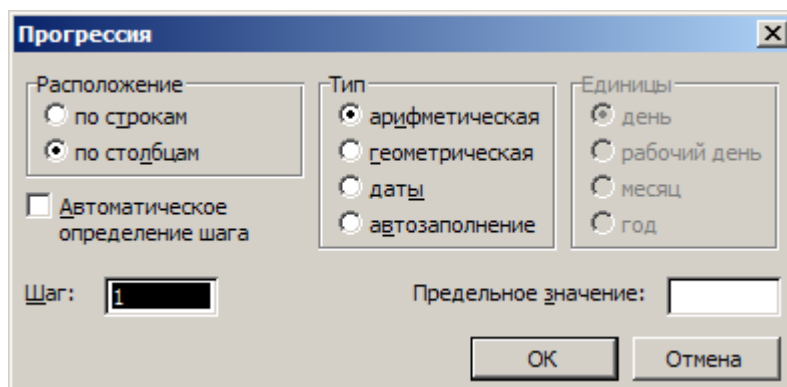 Прогрессия
Расположение
по строкам
по столбцам
Автоматическое
определение шага
Тип
арифметическая
геометрическая
даты
автозаполнение
Единицы
день
рабочий день
месяц
год
Шаг: 1
Предельное значение:
ОК
Отмена